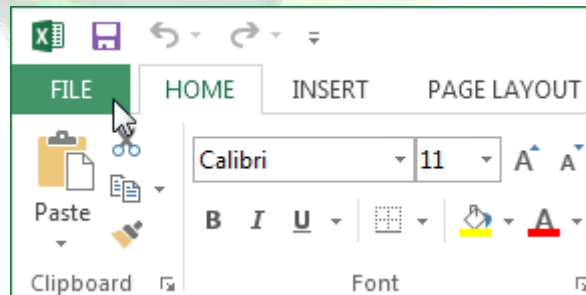 FILE HOME INSERT PAGE LAYOUT
Calibri 11 A A
Paste
B I U A
Clipboard Font